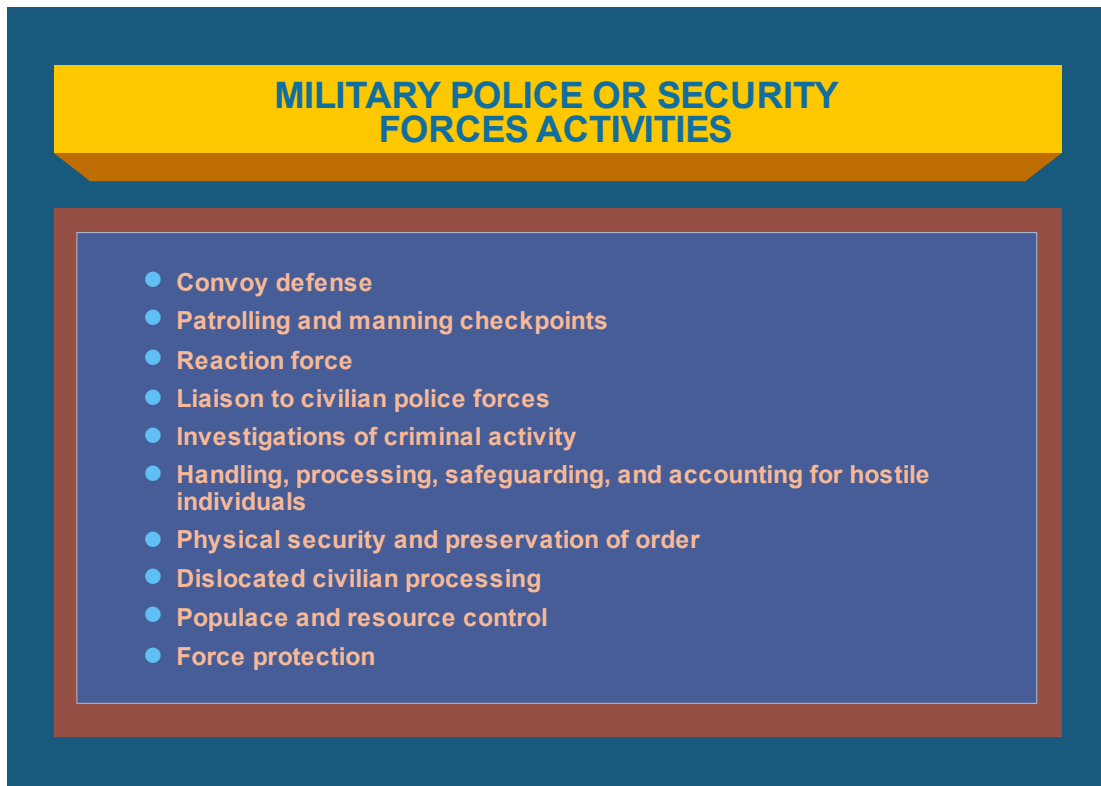 MILITARY POLICE OR SECURITY
FORCES ACTIVITIES
Convoy defense
Patrolling and manning checkpoints
Reaction force
Liaison to civilian police forces
Investigations of criminal activity
Handling, processing, safeguarding, and accounting for hostile
individuals
Physical security and preservation of order
Dislocated civilian processing
Populace and resource control
Force protection